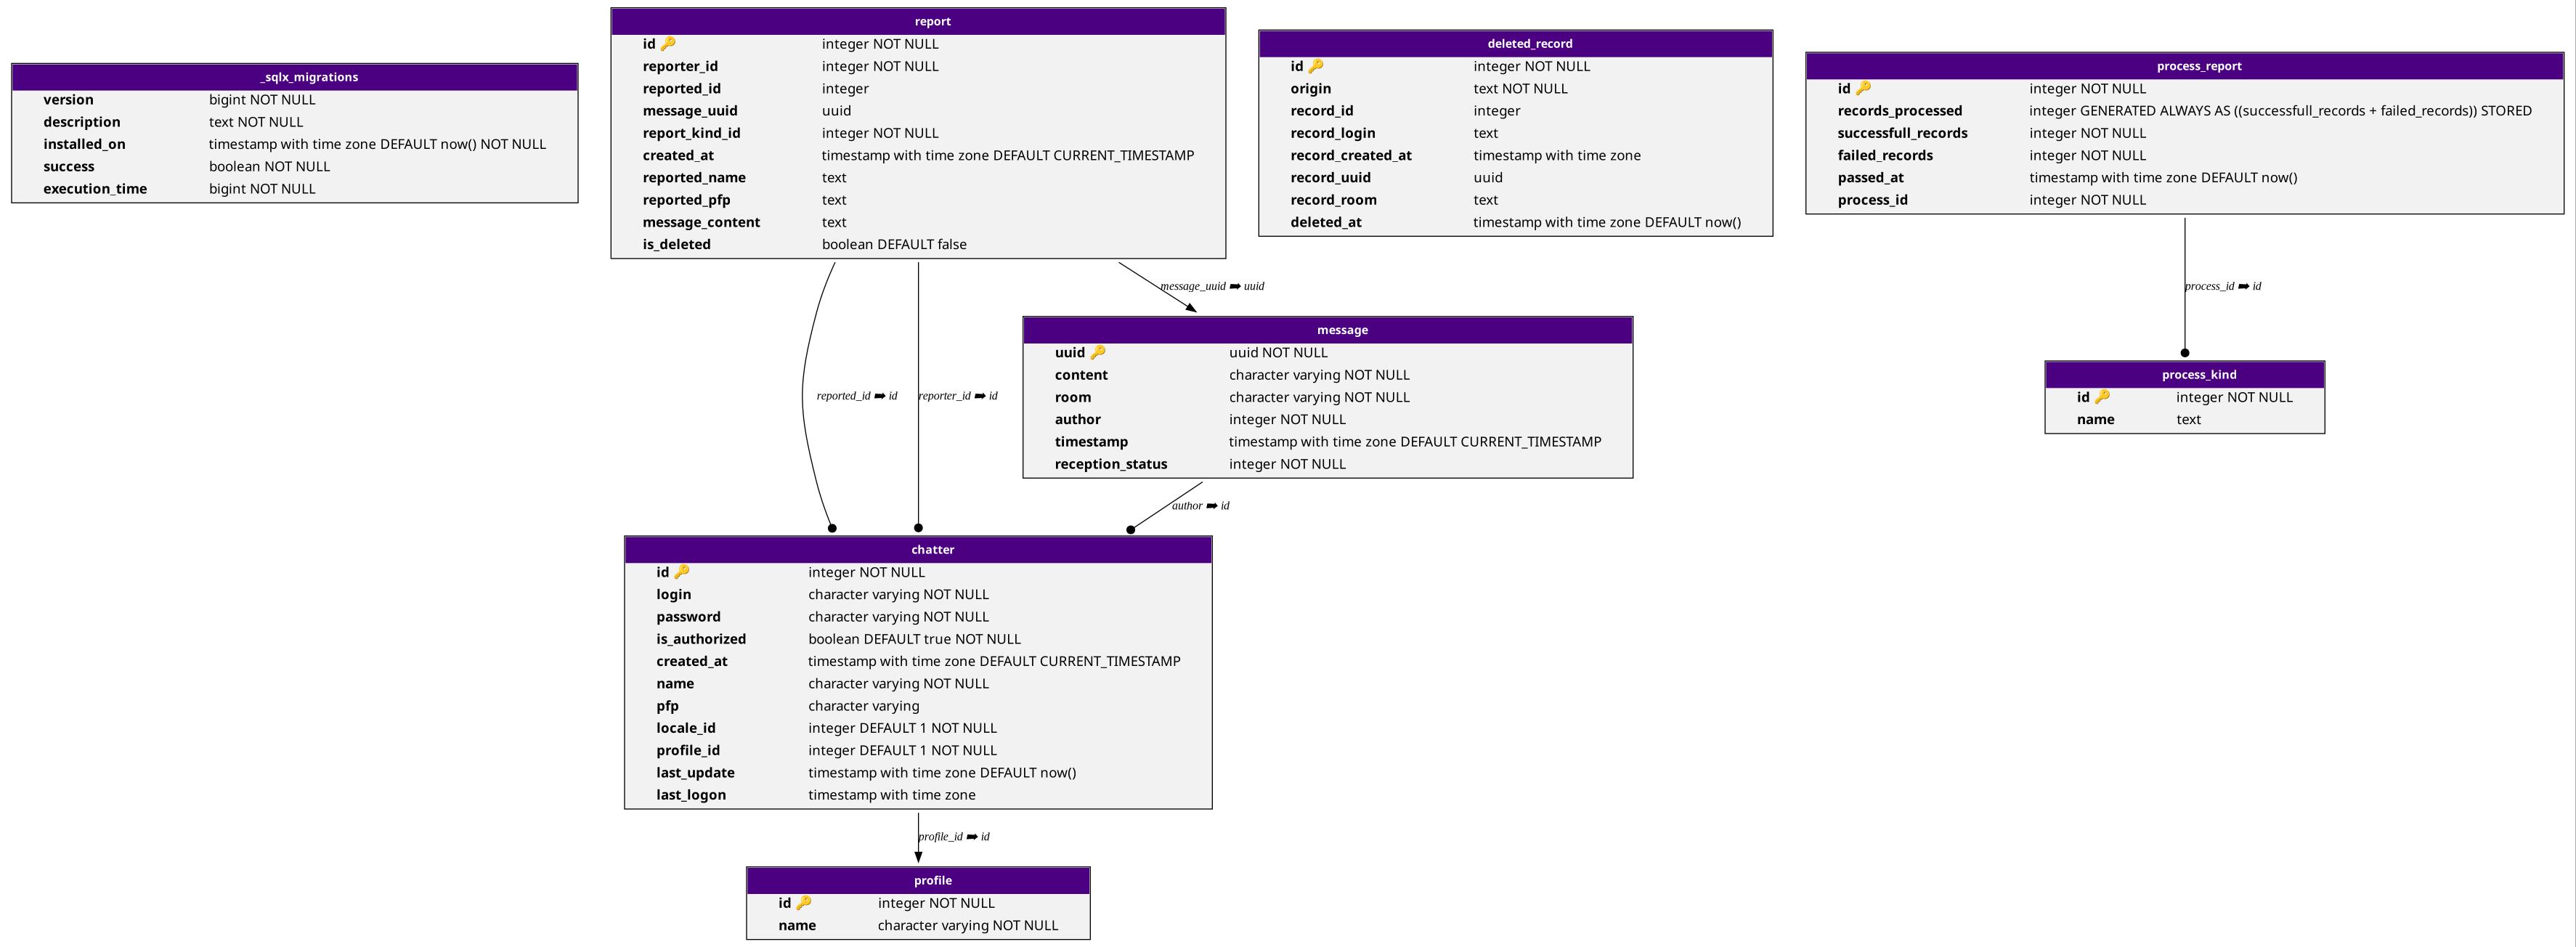 _sqlx_migrations
version bigint NOT NULL
description text NOT NULL
installed_on timestamp with time zone DEFAULT now() NOT NULL
success boolean NOT NULL
execution_time bigint NOT NULL
report
id 🔑 integer NOT NULL
reporter_id integer NOT NULL
reported_id integer
message_uuid uuid
report_kind_id integer NOT NULL
created_at timestamp with time zone DEFAULT CURRENT_TIMESTAMP
reported_name text
reported_pfp text
message_content text
is_deleted boolean DEFAULT false
deleted_record
id 🔑 integer NOT NULL
origin text NOT NULL
record_id integer
record_login text
record_created_at timestamp with time zone
record_uuid uuid
record_room text
deleted_at timestamp with time zone DEFAULT now()
process_report
id 🔑 integer NOT NULL
records_processed integer GENERATED ALWAYS AS ((successfull_records + failed_records)) STORED
successfull_records integer NOT NULL
failed_records integer NOT NULL
passed_at timestamp with time zone DEFAULT now()
process_id integer NOT NULL
message_uuid ➡ uuid
process_id ➡ id
reported_id ➡ id
reporter_id ➡ id
message
uuid 🔑 uuid NOT NULL
content character varying NOT NULL
room character varying NOT NULL
author integer NOT NULL
timestamp timestamp with time zone DEFAULT CURRENT_TIMESTAMP
reception_status integer NOT NULL
process_kind
id 🔑 integer NOT NULL
name text
author ➡ id
chatter
id 🔑 integer NOT NULL
login character varying NOT NULL
password character varying NOT NULL
is_authorized boolean DEFAULT true NOT NULL
created_at timestamp with time zone DEFAULT CURRENT_TIMESTAMP
name character varying NOT NULL
pfp character varying
locale_id integer DEFAULT 1 NOT NULL
profile_id integer DEFAULT 1 NOT NULL
last_update timestamp with time zone DEFAULT now()
last_logon timestamp with time zone
profile_id ➡ id
profile
id 🔑 integer NOT NULL
name character varying NOT NULL